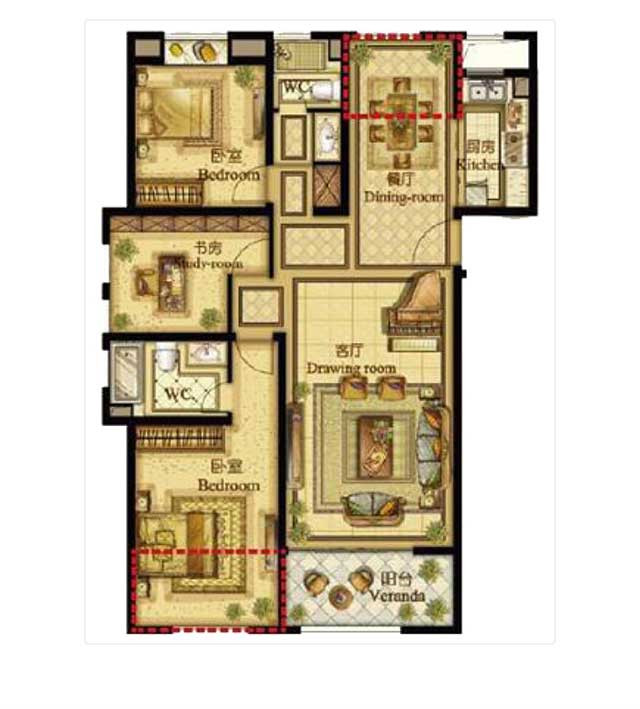 WC
卧室
Bedroom
厨房
Kitchen
餐厅
Dining-room
书房
Study-room
客厅
Drawing room
WC
卧室
Bedroom
阳台
Veranda